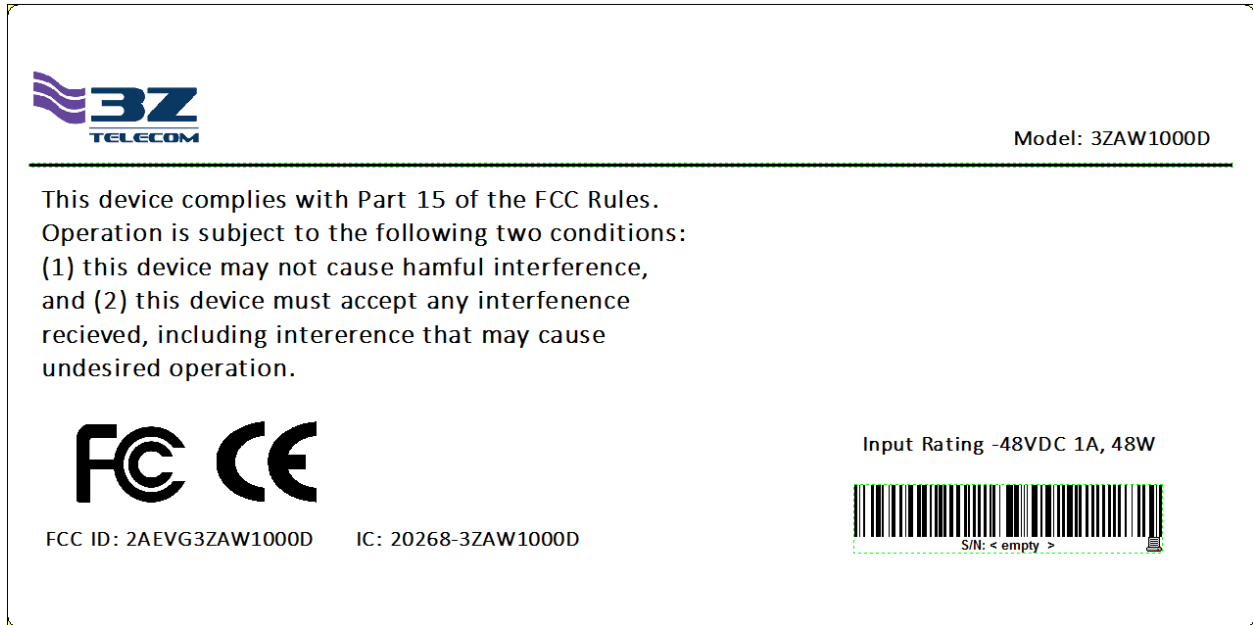 3Z
TELECOM
Model: 3ZAW1000D
This device complies with Part 15 of the FCC Rules.
Operation is subject to the following two conditions:
(1) this device may not cause hamful interference,
and (2) this device must accept any interfenence
recieved, including intererence that may cause
undesired operation.
FC CE
Input Rating -48VDC 1A, 48W
FCC ID: 2AEVG3ZAW1000D IC: 20268-3ZAW1000D
S/N: < empty >